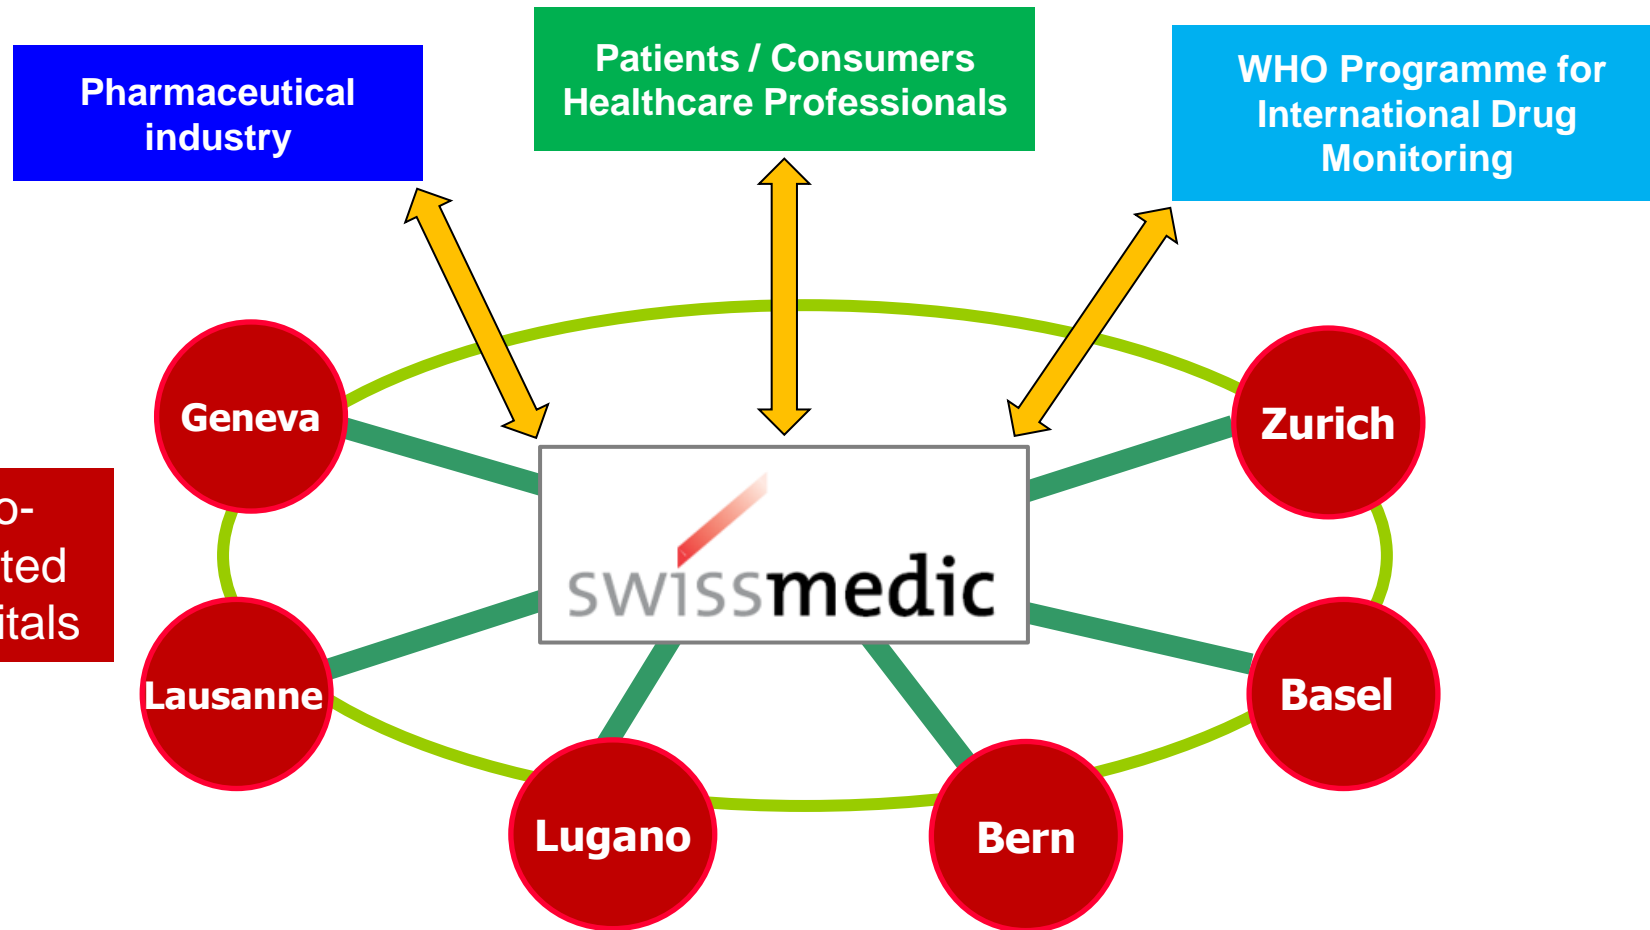 Pharmaceutical
industry
Patients / Consumers
Healthcare Professionals
WHO Programme for
International Drug
Monitoring
Geneva
Zurich
swissmedic
Lausanne
Basel
Lugano
Bern